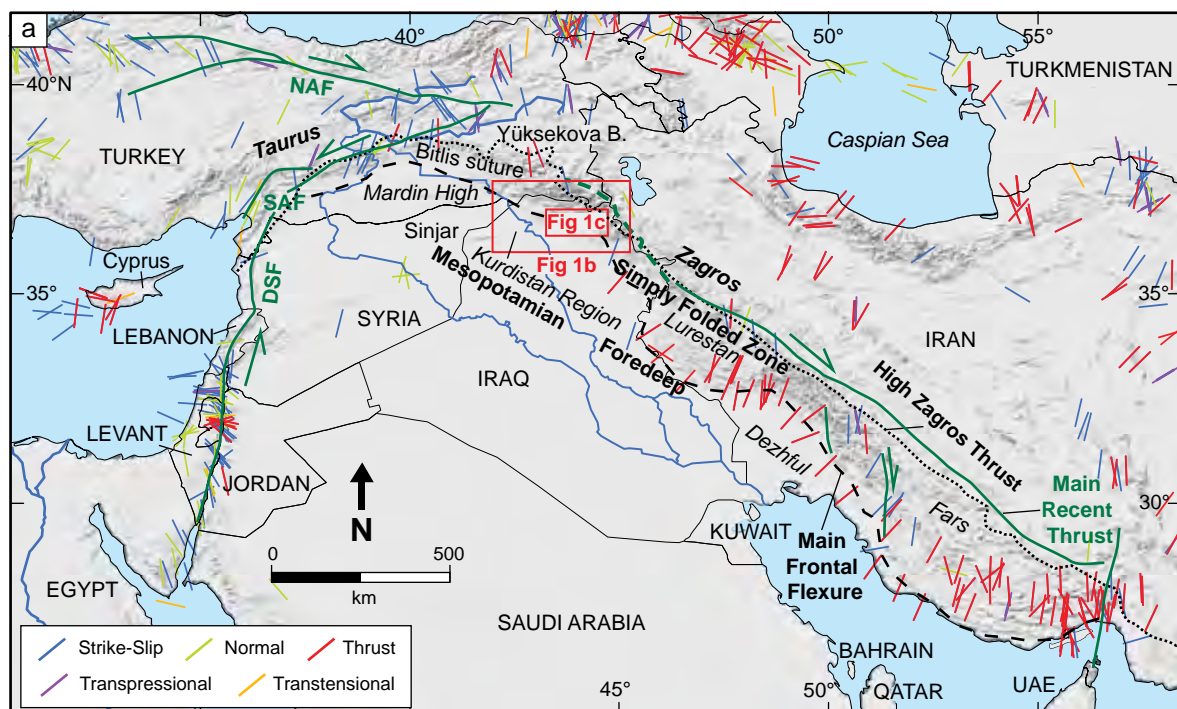 a
40°
50°
55°
40°N
NAF
TURKMENISTAN
Caspian Sea
Yüksekova B.
Taurus
TURKEY
Bitlis suture
Mardin High
SAF
Fig 1c
Sinjar
Fig 1b
Cyprus
Zagros
35°
35°
DSF
Kurdistan Region
Mesopotamian
Simply Folded Zone
SYRIA
LEBANON
Lurestan
IRAN
Foredeep
IRAQ
High Zagros Thrust
LEVANT
Dezhful
JORDAN
30°
N
Main
Recent
Thrust
Fars
KUWAIT
0
500
km
Main
Frontal
Flexure
EGYPT
SAUDI ARABIA
BAHRAIN
QATAR
UAE
45°
50°
Strike-Slip
Normal
Thrust
Transpressional
Transtensional